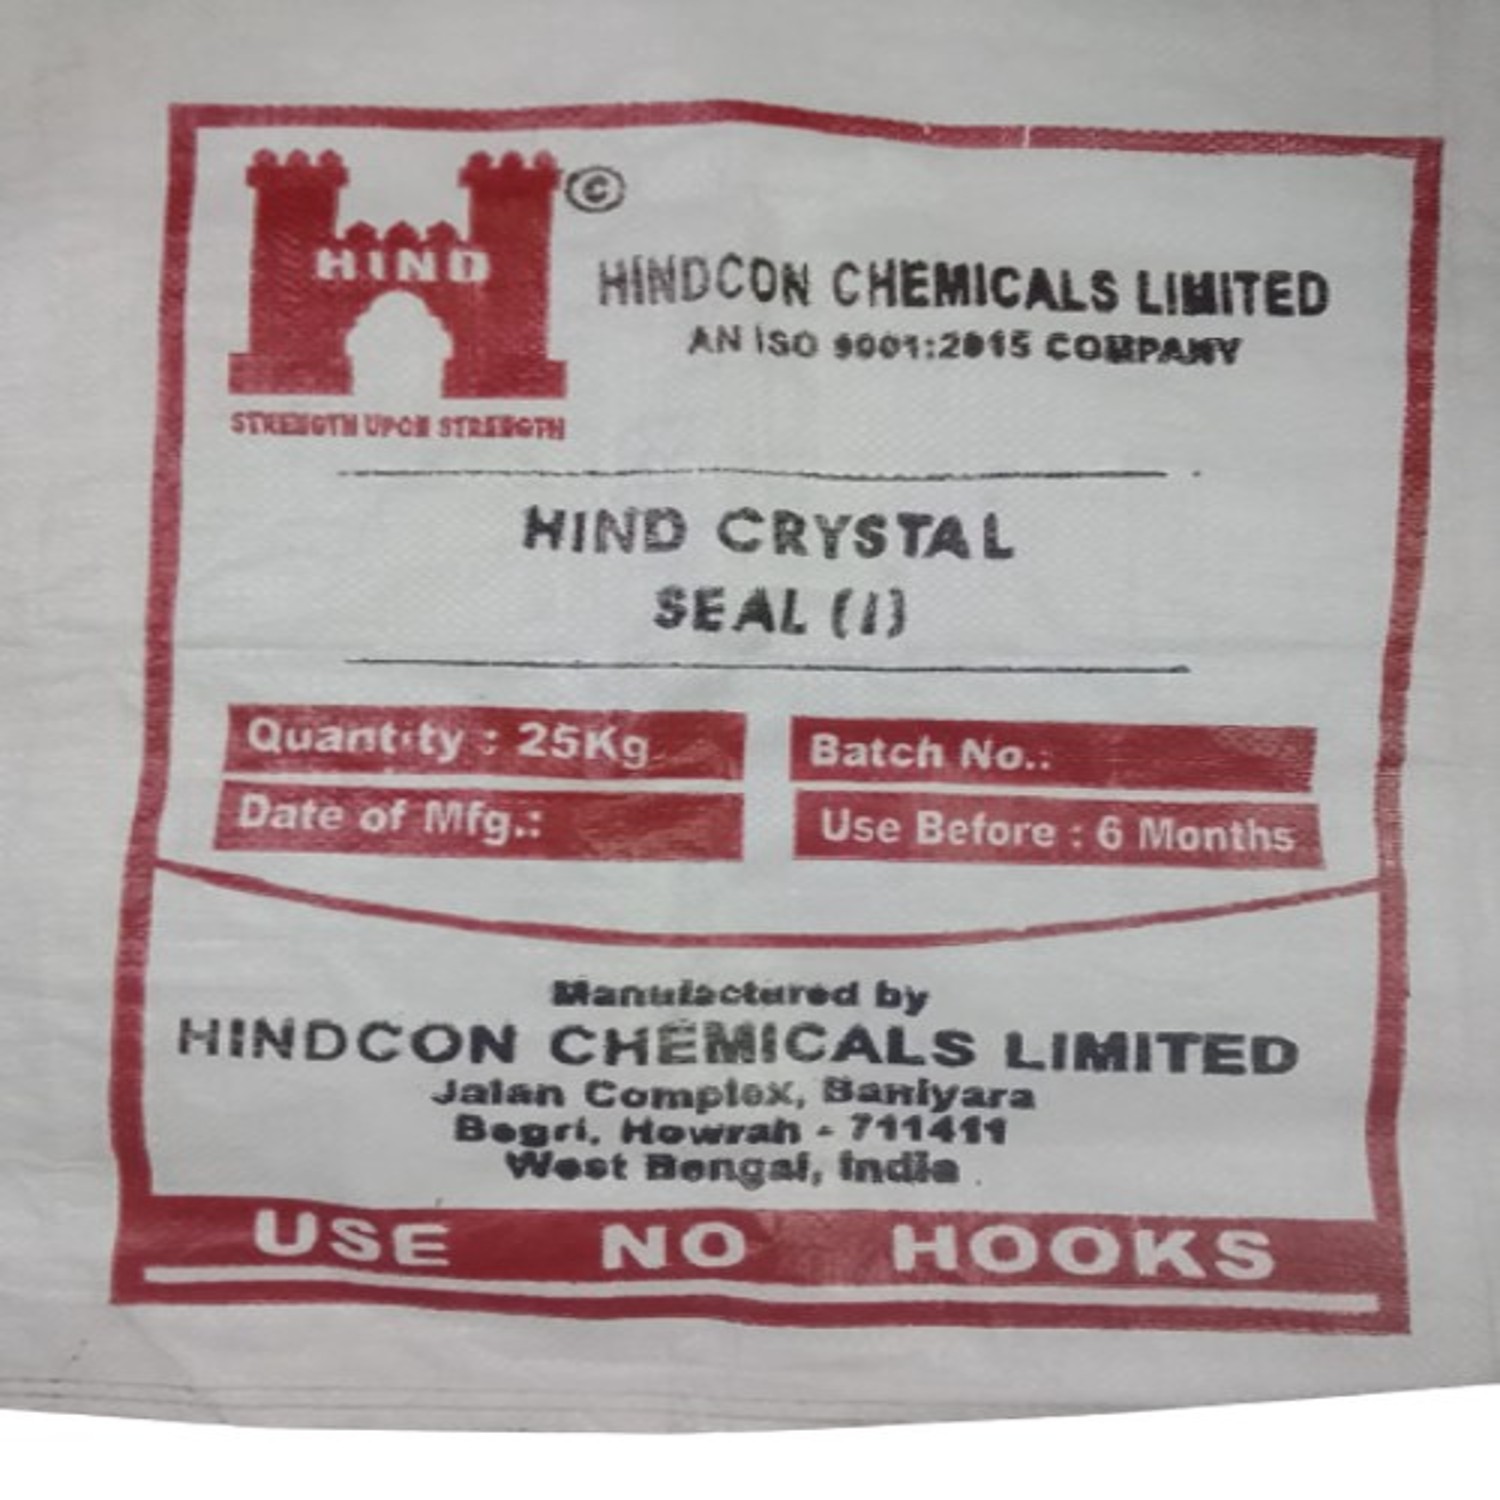 HIND
©
HINDCON CHEMICALS LIMITED
AN ISO 9001:2015 COMPANY
STRENGTH UPON STRENGTH
HIND CRYSTAL
SEAL (I)
Quantity : 25Kg
Batch No.:
Date of Mfg.:
Use Before : 6 Months
Manufactured by
HINDCON CHEMICALS LIMITED
Jalan Complex, Baniyara
Begri, Howrah - 711411
West Bengal, India
USE NO HOOKS